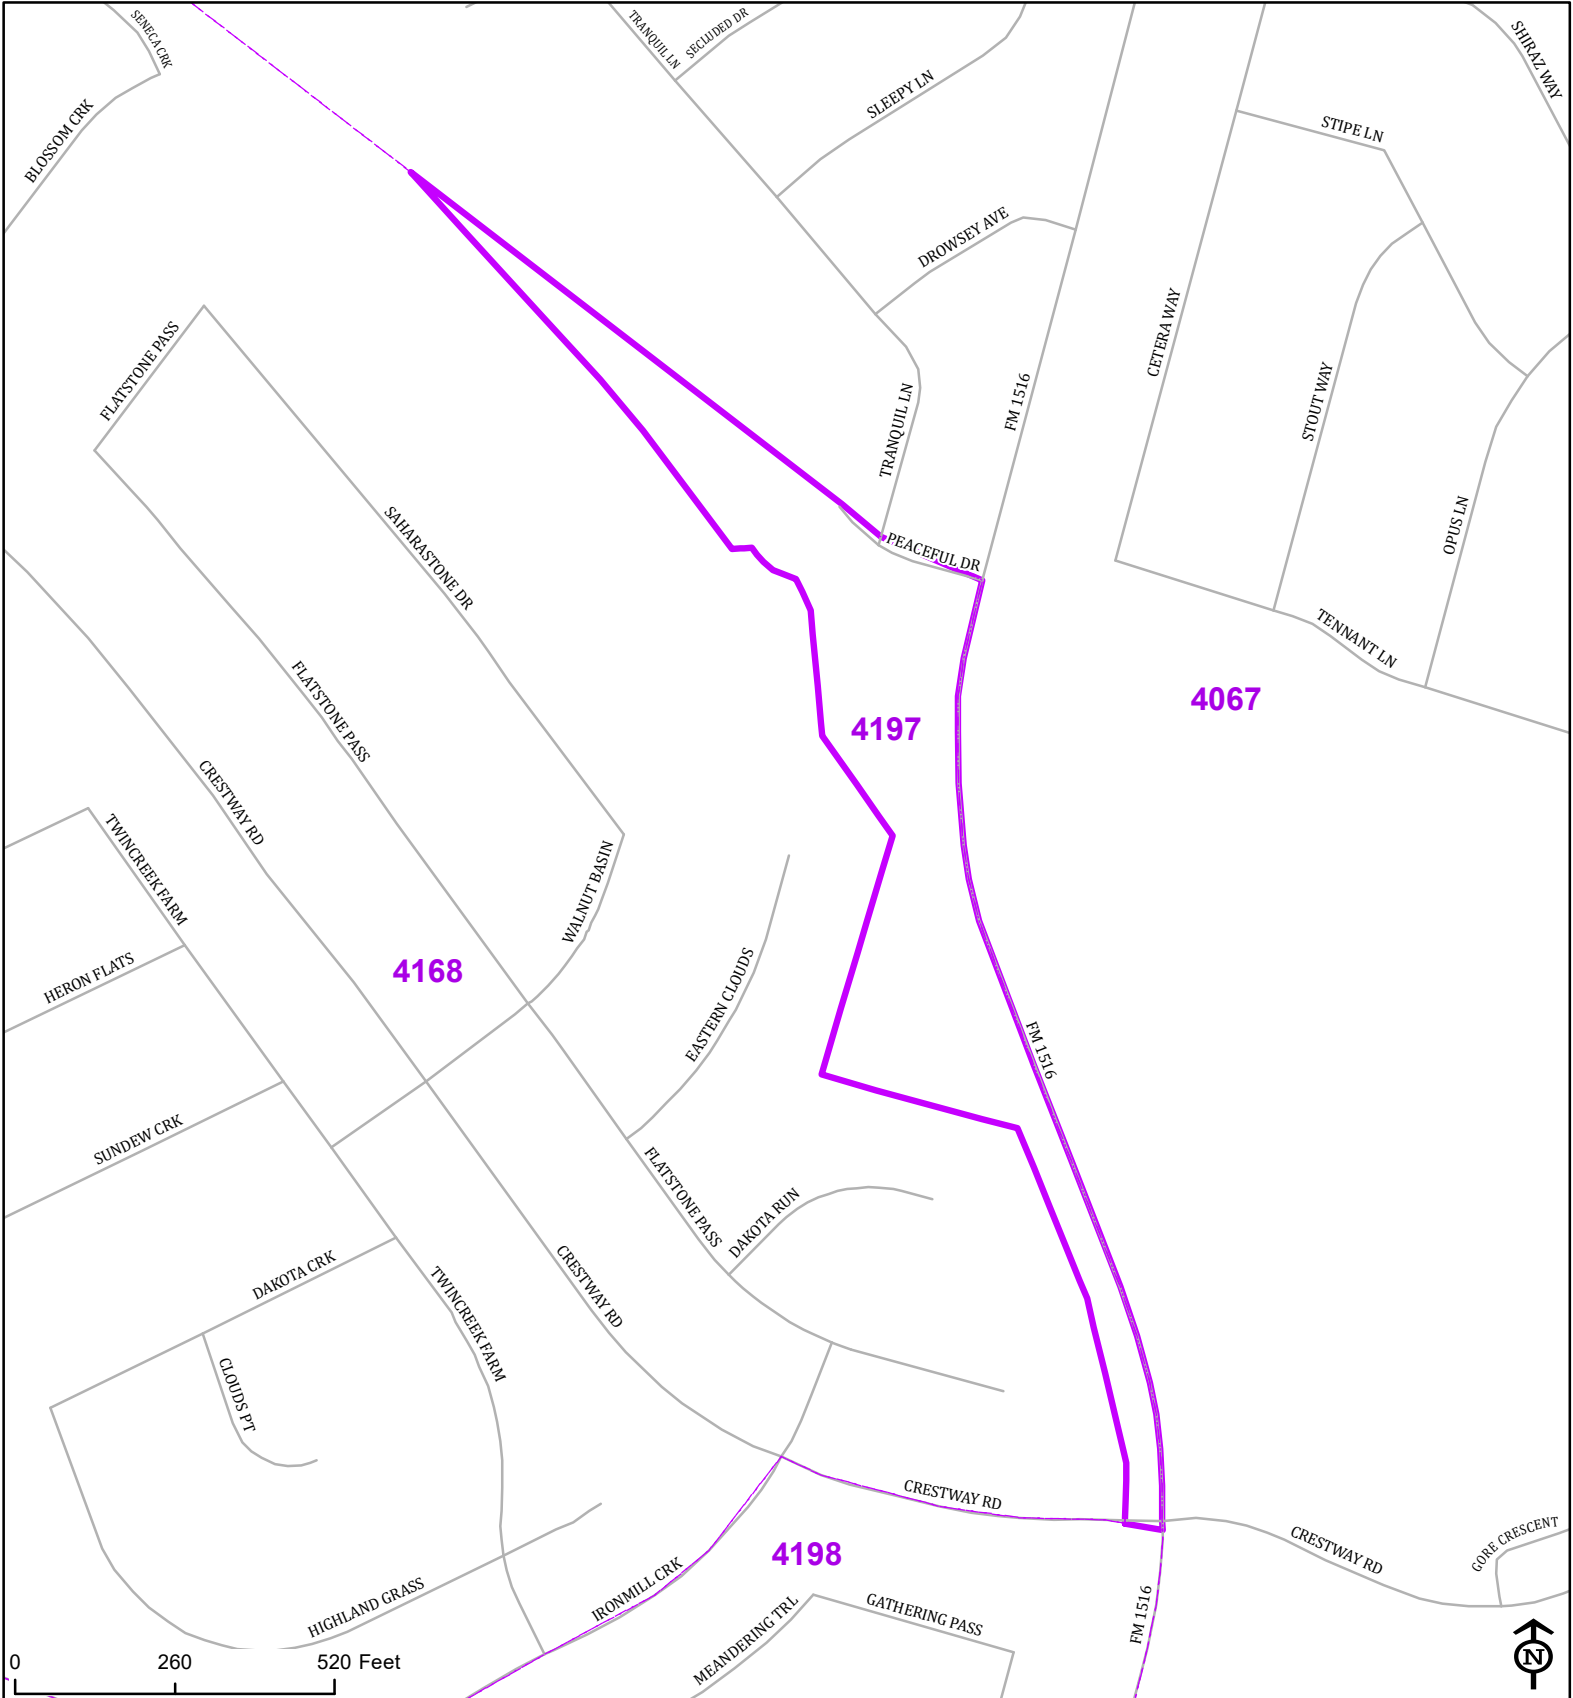 SENECA CRK
TRANQUIL LN
SECLUDED DR
SHIRAZ WAY
BLOSSOM CRK
SLEEPY LN
STIPE LN
DROWSEY AVE
FLATSTONE PASS
CETERA WAY
FM 1516
STOUT WAY
TRANQUIL LN
SAHARASTONE DR
PEACEFUL DR
OPUS LN
TENNANT LN
FLATSTONE PASS
4067
4197
CRESTWAY RD
TWINCREEK FARM
WALNUT BASIN
4168
HERON FLATS
EASTERN CLOUDS
FM 1516
SUNDEW CRK
FLATSTONE PASS
DAKOTA RUN
DAKOTA CRK
CRESTWAY RD
TWINCREEK FARM
CLOUDS PT
CRESTWAY RD
4198
CRESTWAY RD
GORE CRESCENT
IRONMILL CRK
HIGHLAND GRASS
GATHERING PASS
FM 1516
MEANDERING TRL
N
0 260 520 Feet